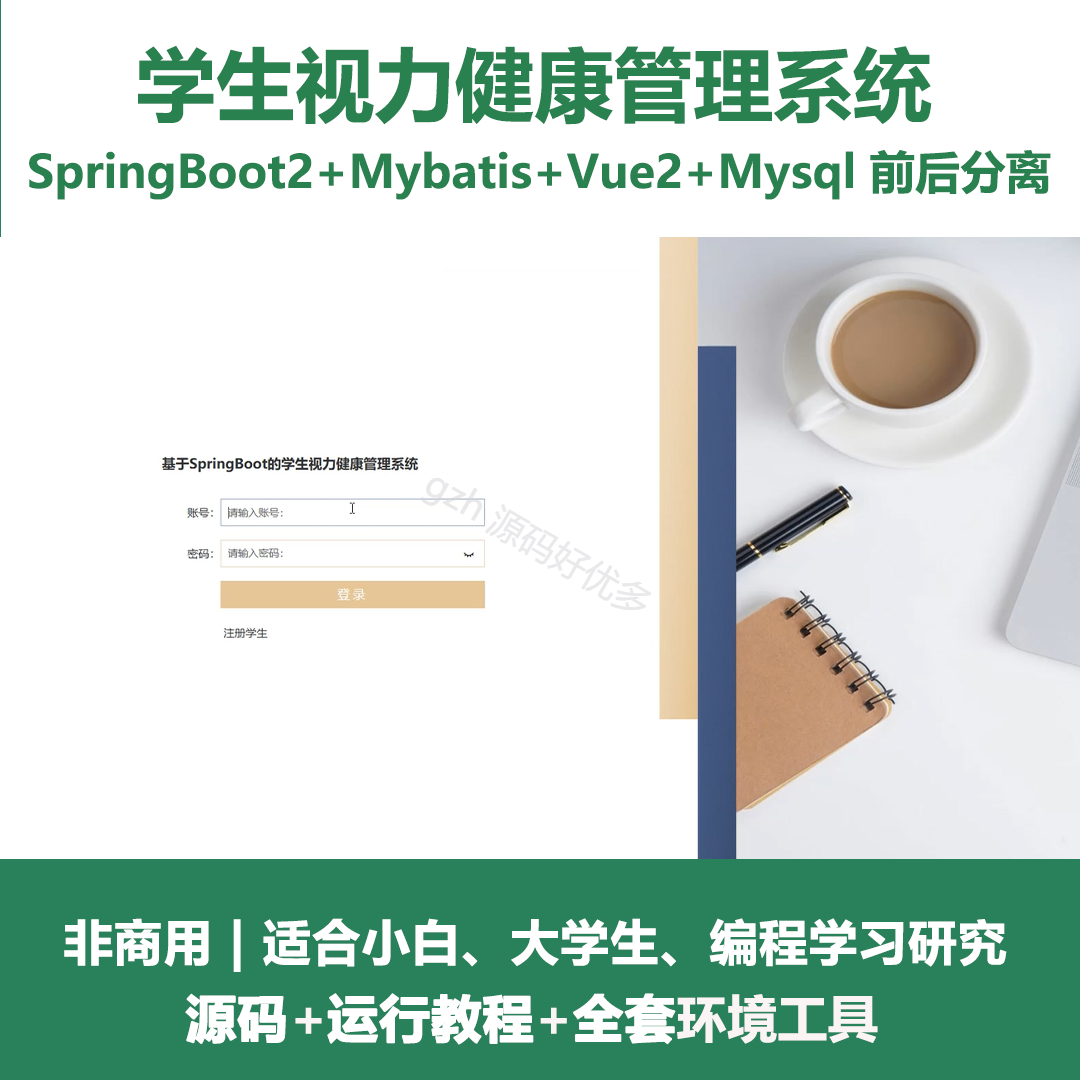 学生视力健康管理系统
SpringBoot2+Mybatis+Vue2+Mysql 前后分离
基于SpringBoot的学生视力健康管理系统
账号： 请输入账号：
密码： 请输入密码：
登录
注册学生
gzh 源码好优多
非商用 | 适合小白、大学生、编程学习研究
源码+运行教程+全套环境工具